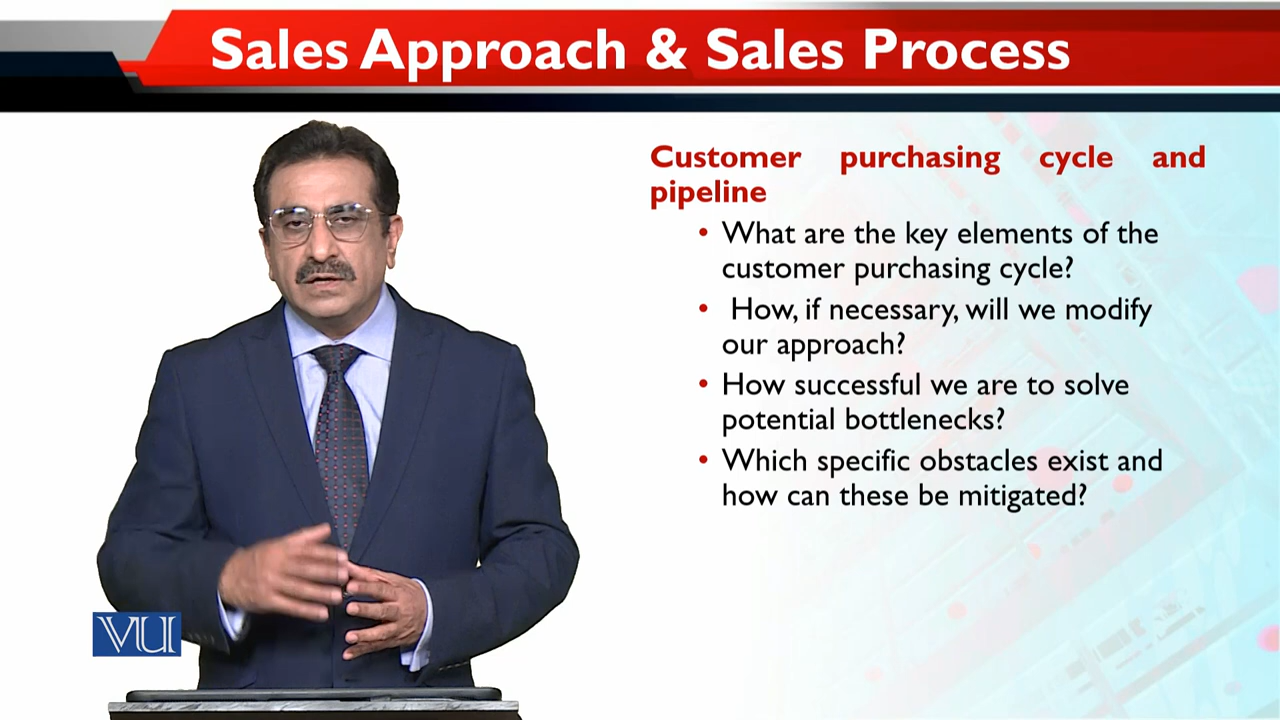 Sales Approach & Sales Process
Customer purchasing cycle and
pipeline
• What are the key elements of the
customer purchasing cycle?
• How, if necessary, will we modify
our approach?
• How successful we are to solve
potential bottlenecks?
• Which specific obstacles exist and
how can these be mitigated?
VU